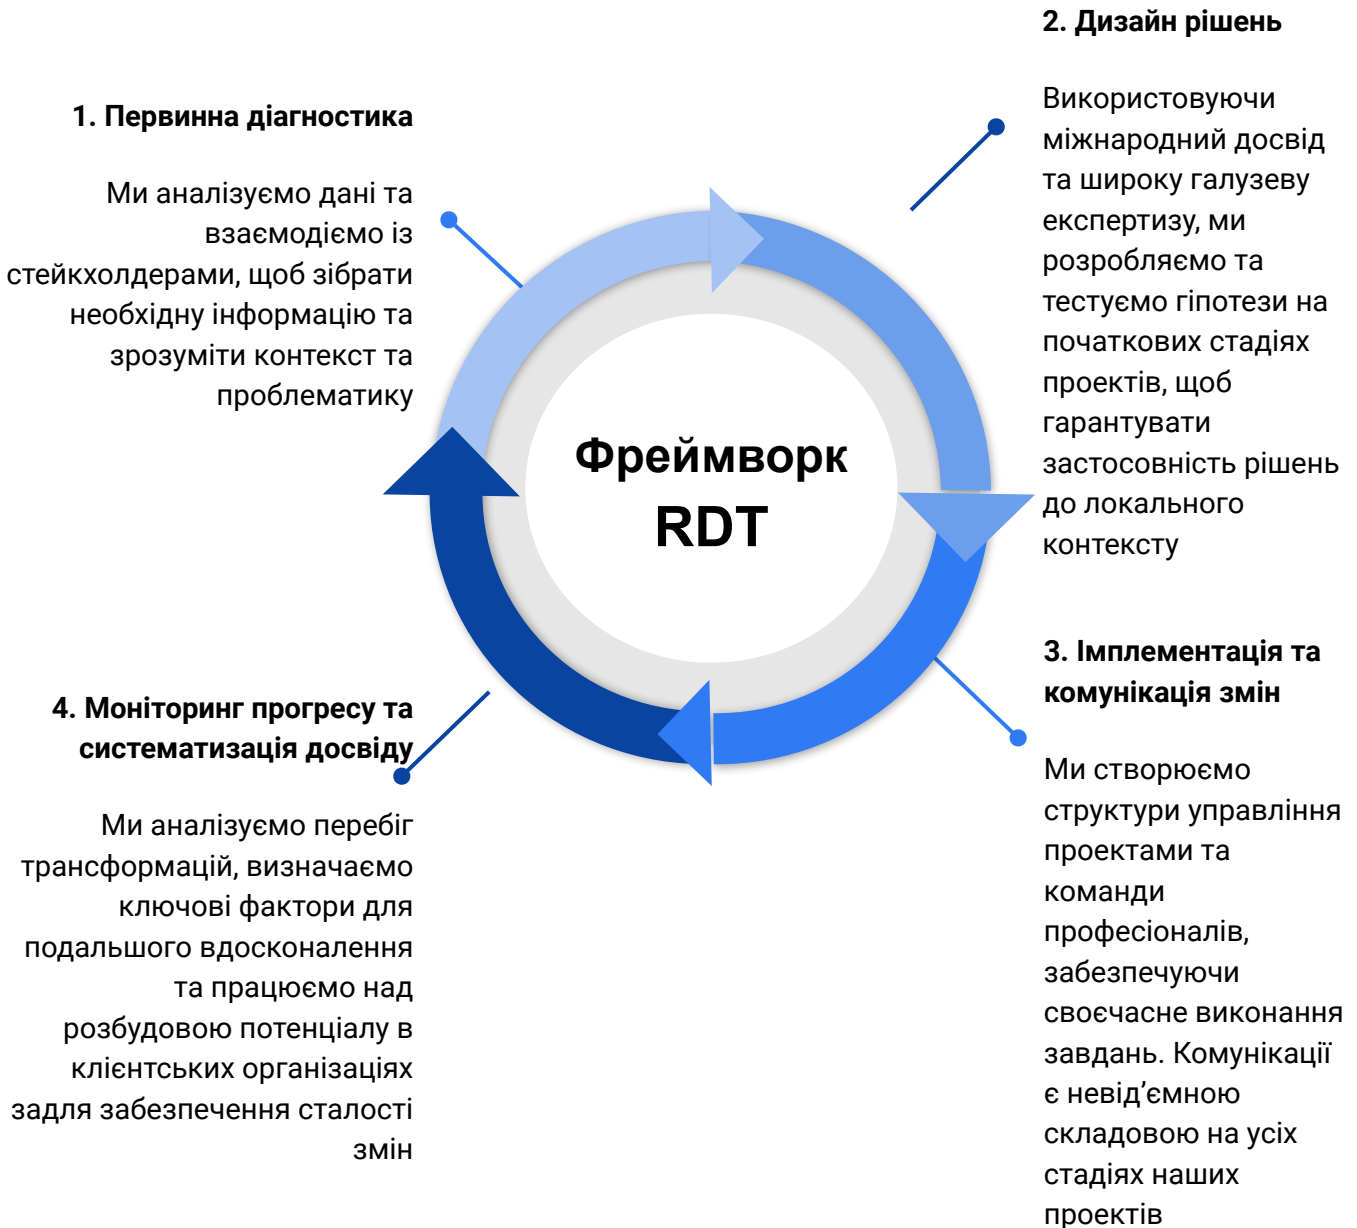 1. Первинна діагностика
Ми аналізуємо дані та
взаємодіємо із
стейкхолдерами, щоб зібрати
необхідну інформацію та
зрозуміти контекст та
проблематику
2. Дизайн рішень
Використовуючи
міжнародний досвід
та широку галузеву
експертизу, ми
розробляємо та
тестуємо гіпотези на
початкових стадіях
проектів, щоб
гарантувати
застосовність рішень
до локального
контексту
Фреймворк
RDT
3. Імплементація та
комунікація змін
Ми створюємо
структури управління
проектами та
команди
професіоналів,
забезпечуючи
своєчасне виконання
завдань. Комунікації
є невід’ємною
складовою на усіх
стадіях наших
проектів
4. Моніторинг прогресу та
систематизація досвіду
Ми аналізуємо перебіг
трансформацій, визначаємо
ключові фактори для
подальшого вдосконалення
та працюємо над
розбудовою потенціалу в
клієнтських організаціях
задля забезпечення сталості
змін